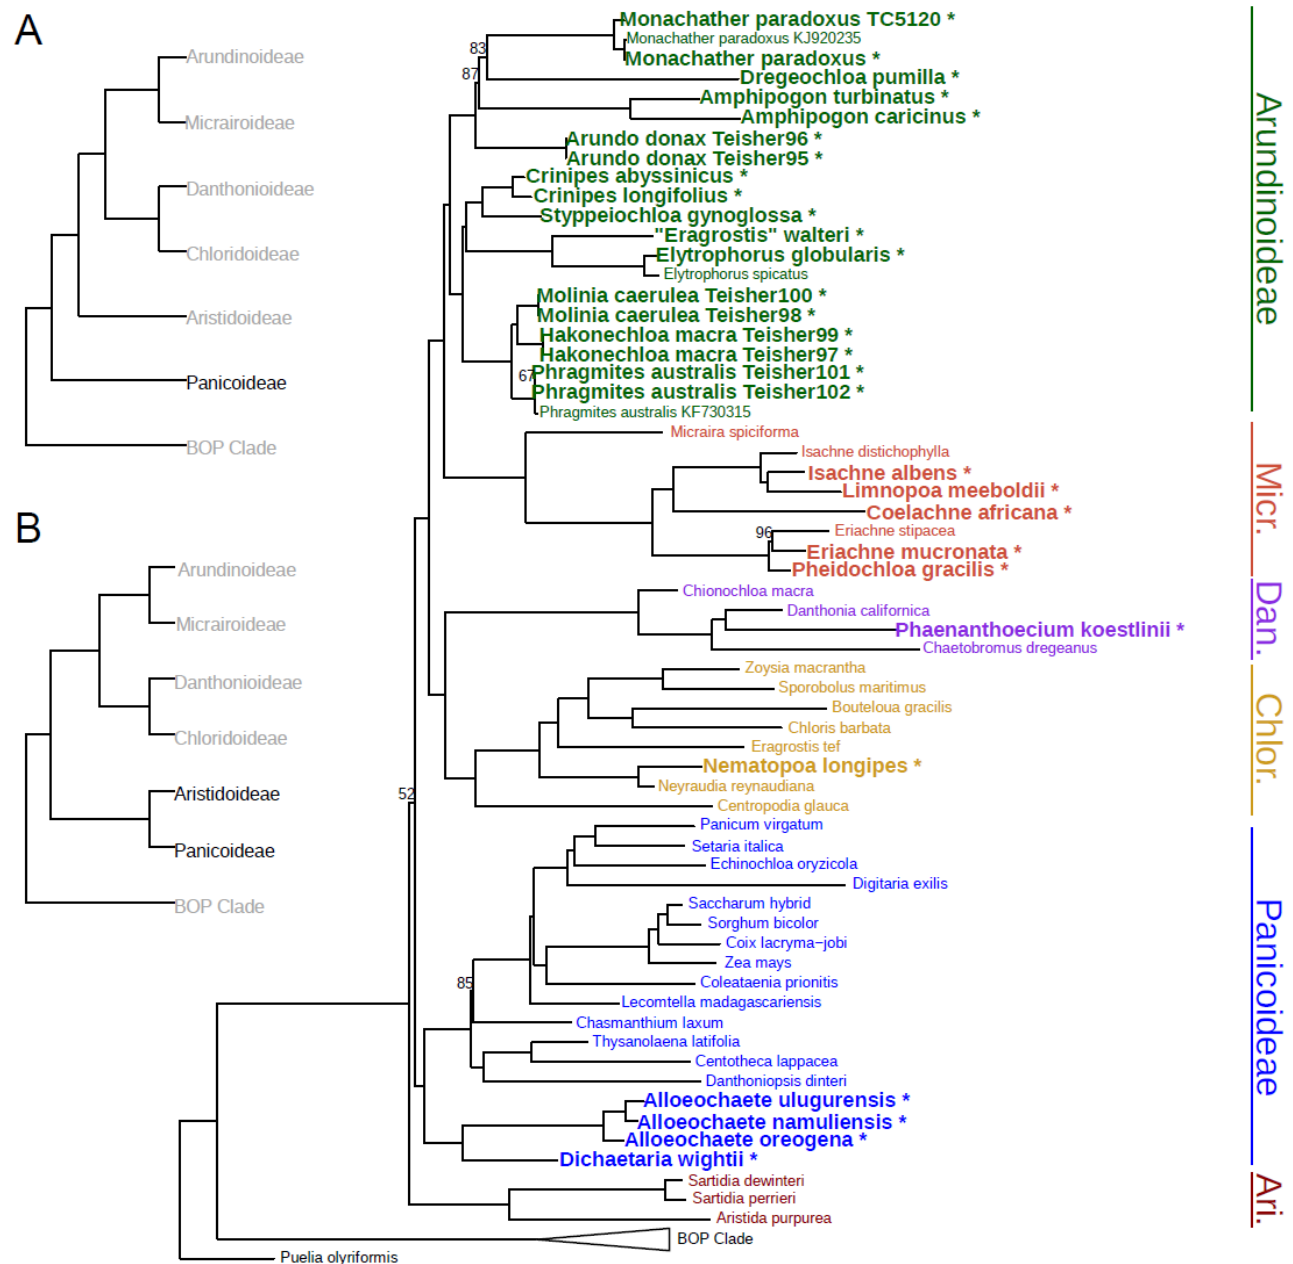 A
Arundinoideae
Micrairoideae
Danthonioideae
Chloridoideae
Aristidoideae
Panicoideae
BOP Clade
B
Arundinoideae
Micrairoideae
Danthonioideae
Chloridoideae
Aristidoideae
Panicoideae
BOP Clade
Monachather paradoxus TC5120 *
Monachather paradoxus KJ920235
83
Monachather paradoxus *
87
Dregeochloa pumilla *
Amphipogon turbinatus *
Amphipogon caricinus *
Arundo donax Teisher96 *
Arundo donax Teisher95 *
Crinipes abyssinicus *
Crinipes longifolius *
Styppeiochloa gynoglossa *
"Eragrostis" walteri *
Elytrophorus globularis *
Elytrophorus spicatus
Molinia caerulea Teisher100 *
Molinia caerulea Teisher98 *
Hakonechloa macra Teisher99 *
Hakonechloa macra Teisher97 *
67
Phragmites australis Teisher101 *
Phragmites australis Teisher102 *
Phragmites australis KF730315
Arundinoideae
Micraira spiciforma
Isachne distichophylla
Isachne albens *
Limnopoa meeboldii *
Coelachne africana *
96
Eriachne stipacea
Eriachne mucronata *
Pheidochloa gracilis *
Micr.
Chionochloa macra
Danthonia californica
Phaenanthoecium koestlinii *
Chaetobromus dregeanus
Dan.
Zoysia macrantha
Sporobolus maritimus
Bouteloua gracilis
Chloris barbata
Eragrostis tef
Nematopoa longipes *
Neyraudia reynaudiana
Centropodia glauca
Chlor.
52
Panicum virgatum
Setaria italica
Echinochloa oryzicola
Digitaria exilis
Saccharum hybrid
Sorghum bicolor
Coix lacryma−jobi
Zea mays
85
Coleataenia prionitis
Lecomtella madagascariensis
Chasmanthium laxum
Thysanolaena latifolia
Centotheca lappacea
Danthoniopsis dinteri
Alloeochaete ulugurensis *
Alloeochaete namuliensis *
Alloeochaete oreogena *
Dichaetaria wightii *
Panicoideae
Sartidia dewinteri
Sartidia perrieri
Aristida purpurea
Ari.
BOP Clade
Puelia olyriformis